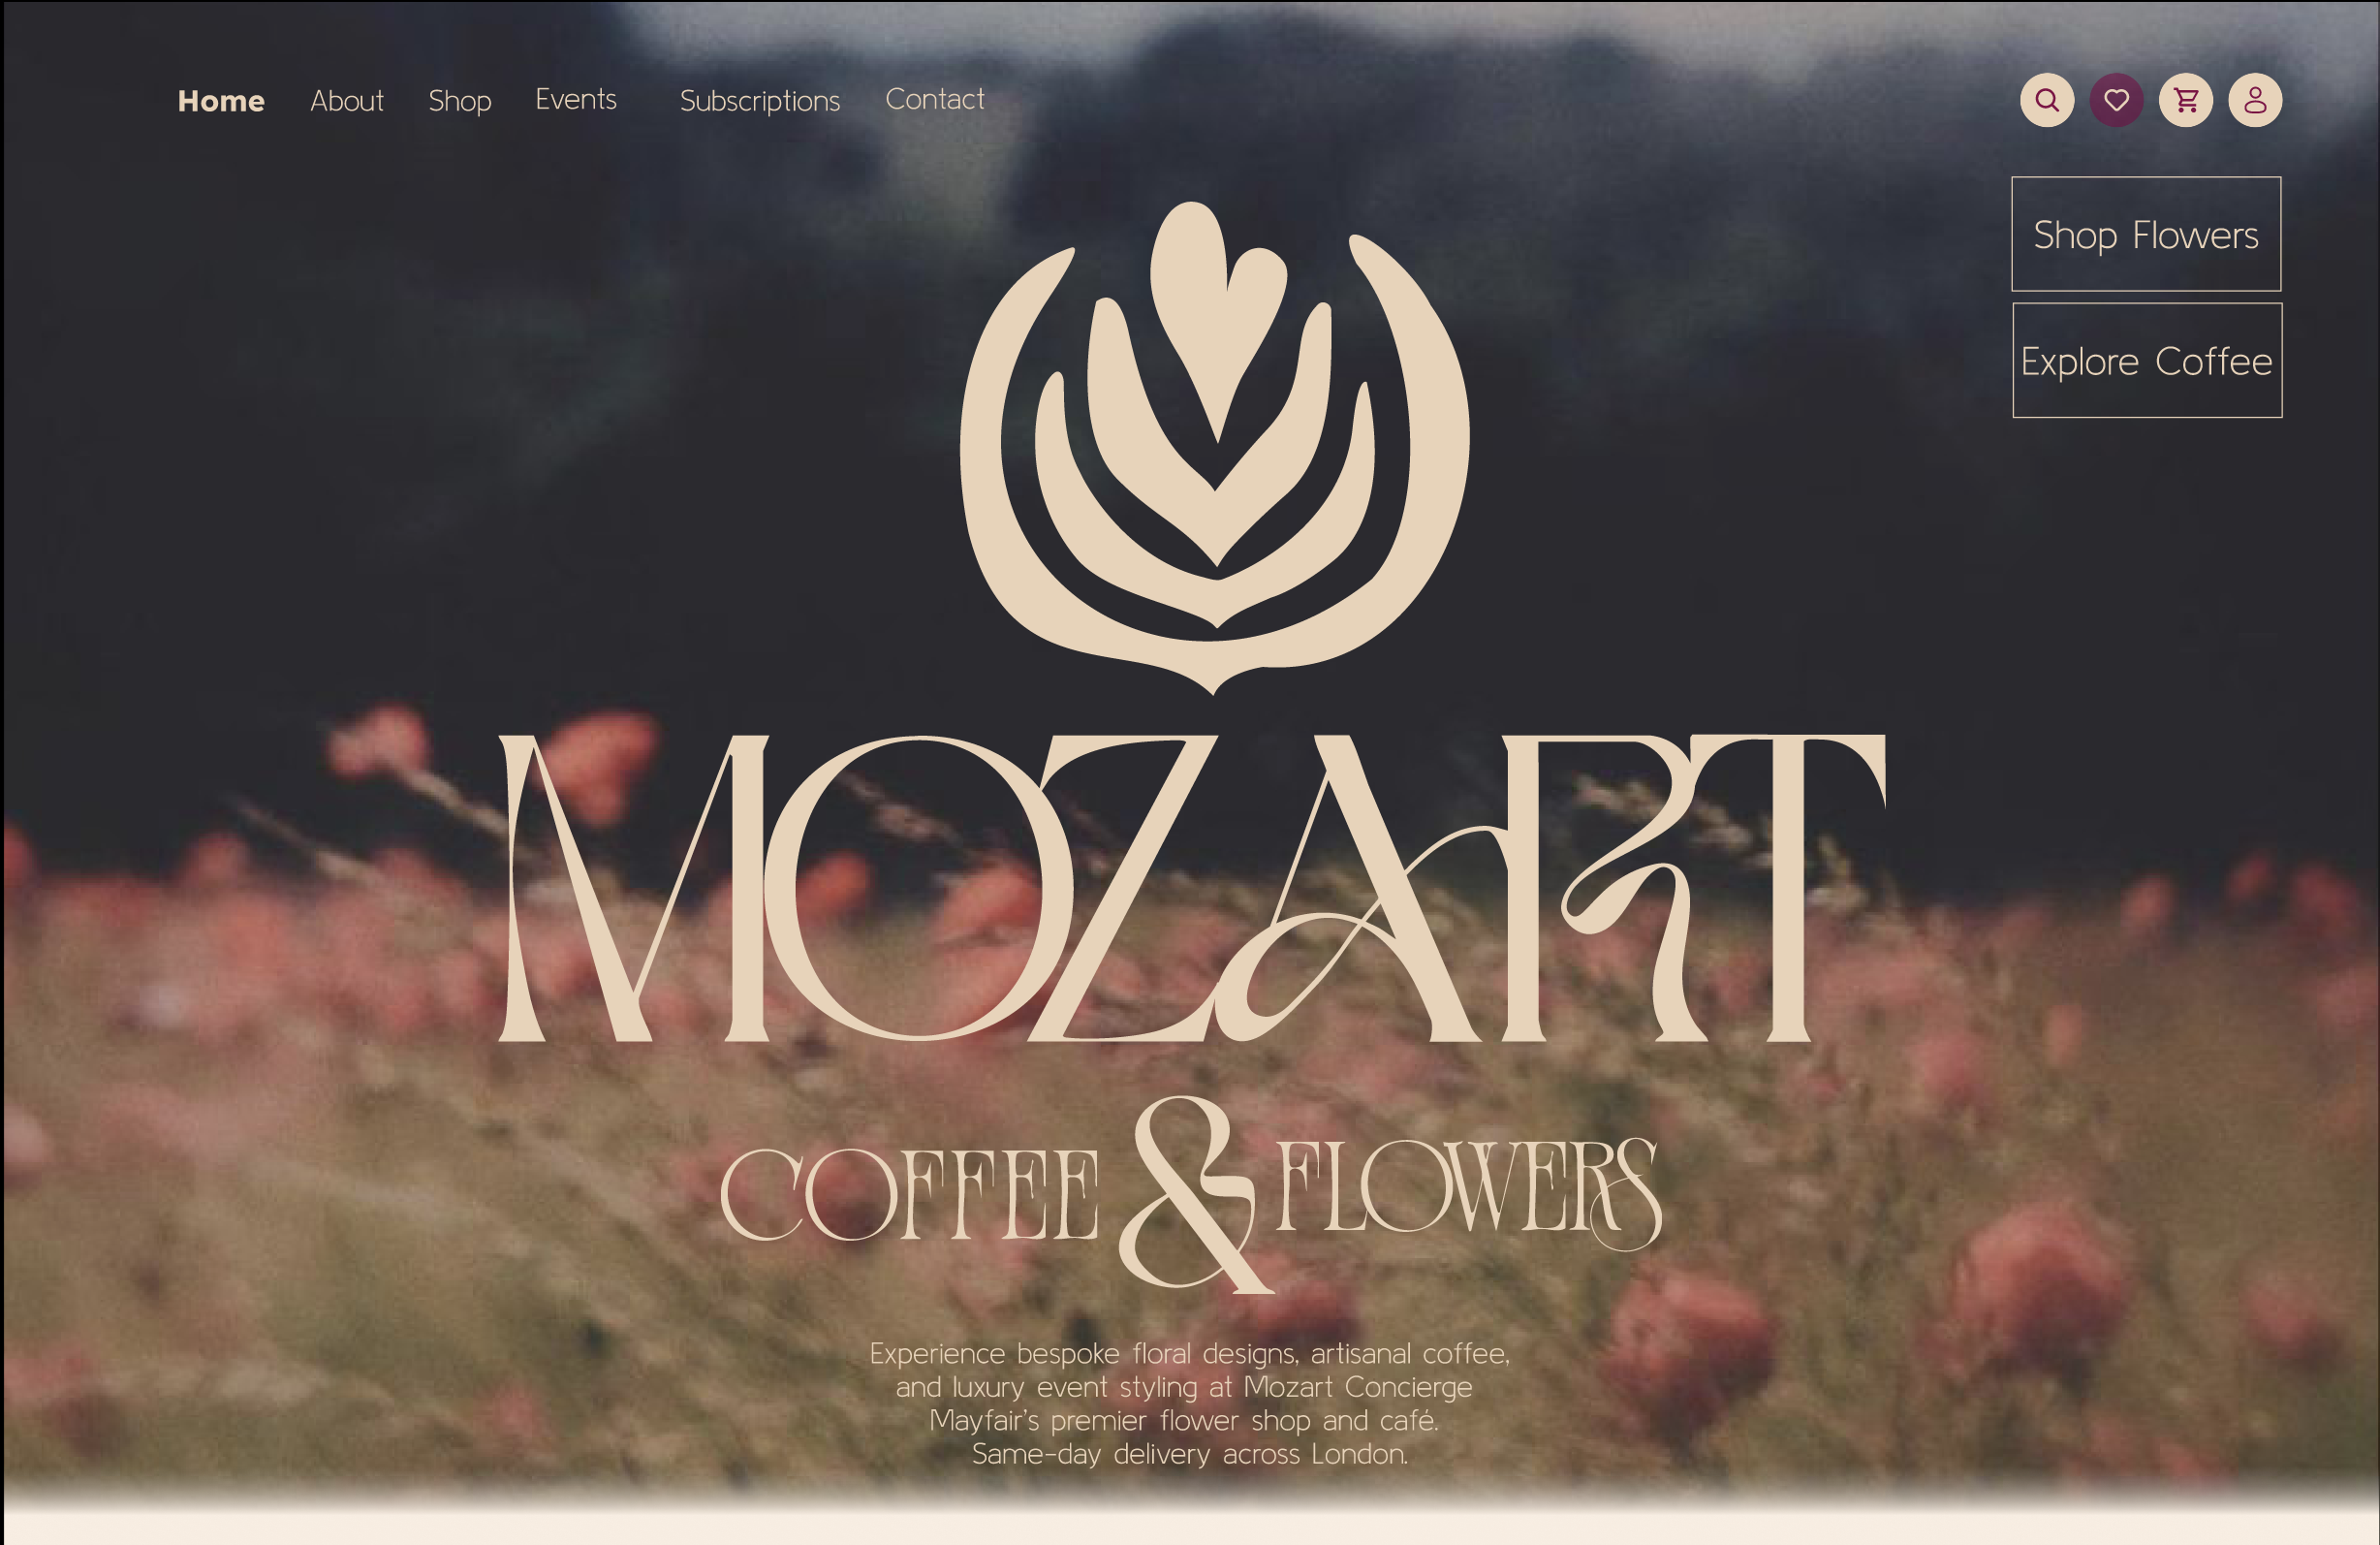 Home About Shop Events Subscriptions Contact
Shop Flowers
Explore Coffee
MOZART
COFFEE & FLOWERS
Experience bespoke floral designs, artisanal coffee,
and luxury event styling at Mozart Concierge
Mayfair's premier flower shop and café.
Same-day delivery across London.